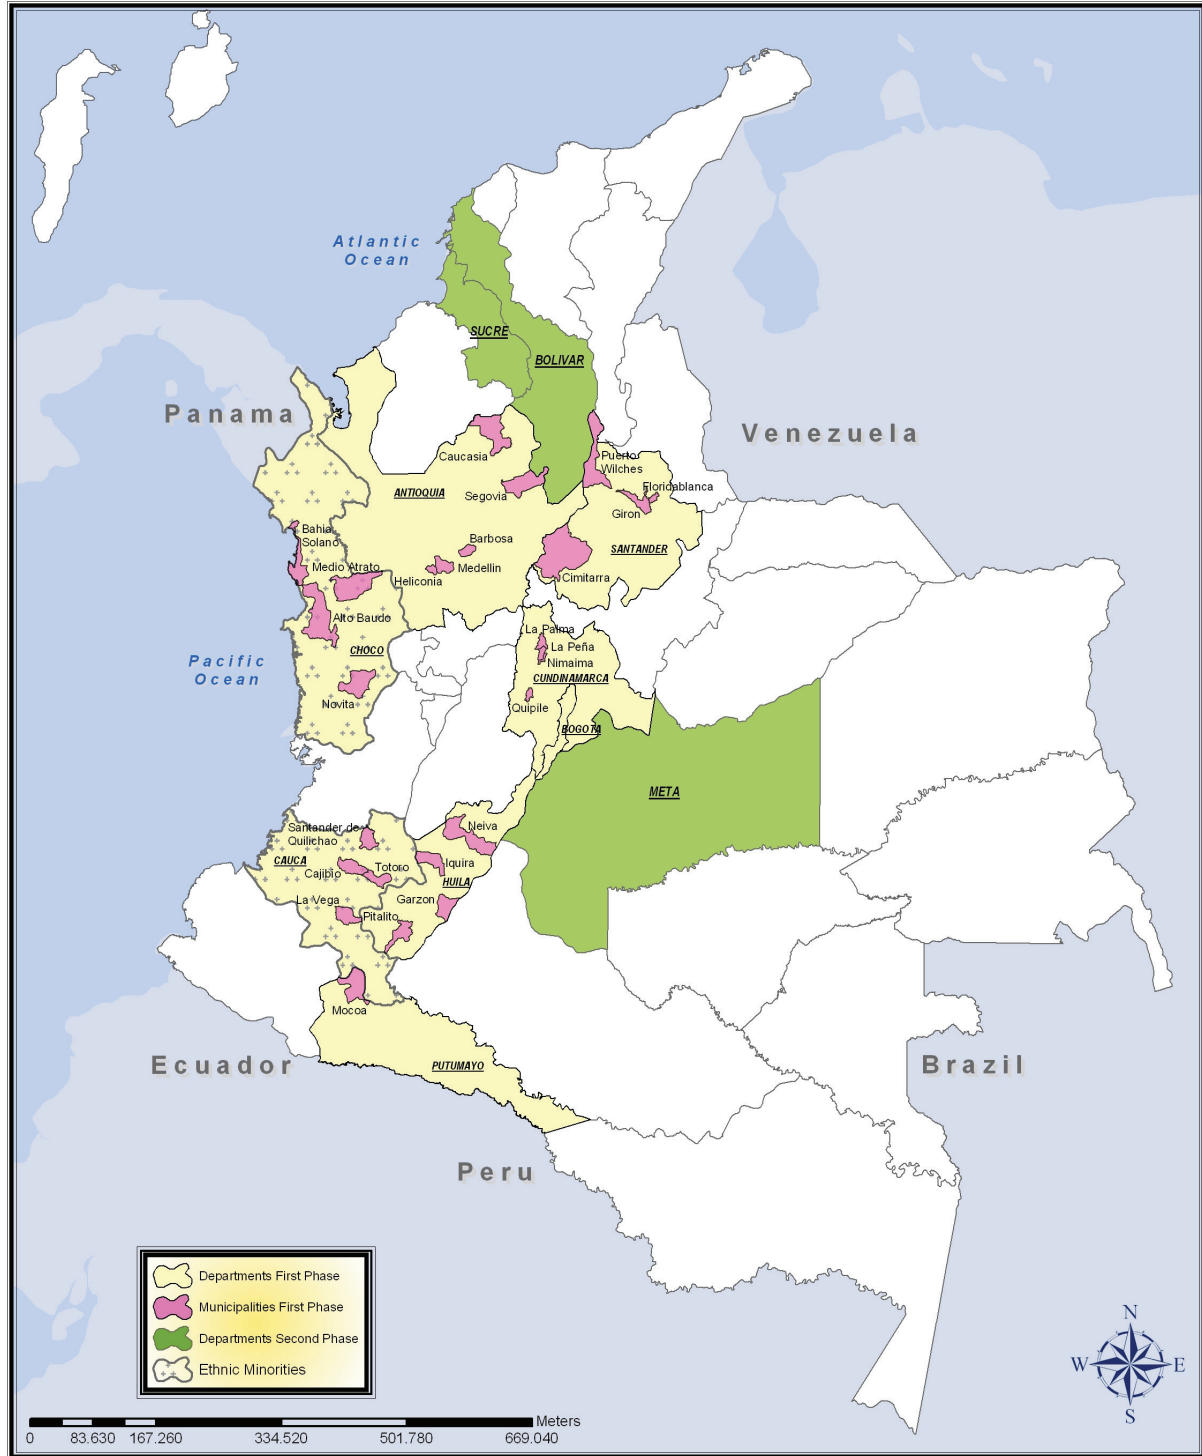 Atlantic
Ocean
SUCRE
BOLIVAR
Panama
Venezuela
Caucasia
Puerto
Wilches
ANTIOQUIA
Segovia
Floridablanca
Giron
Bahia
Solano
Barbosa
SANTANDER
Medio Atrato
Heliconia
Medellin
Cimitarra
Alto Baudo
La Palma
CHOCO
La Peña
Nimaima
Pacific
Ocean
CUNDINAMARCA
Novita
Quipile
BOGOTA
META
Santander de
Quilichao
Neiva
CAUCA
Cajibio
Totoro
Iquira
HUILA
La Vega
Garzon
Pitalito
Mocoa
Ecuador
PUTUMAYO
Brazil
Peru
Departments First Phase
Municipalities First Phase
Departments Second Phase
Ethnic Minorities
N
W
E
S
Meters
0 83.630 167.260 334.520 501.780 669.040